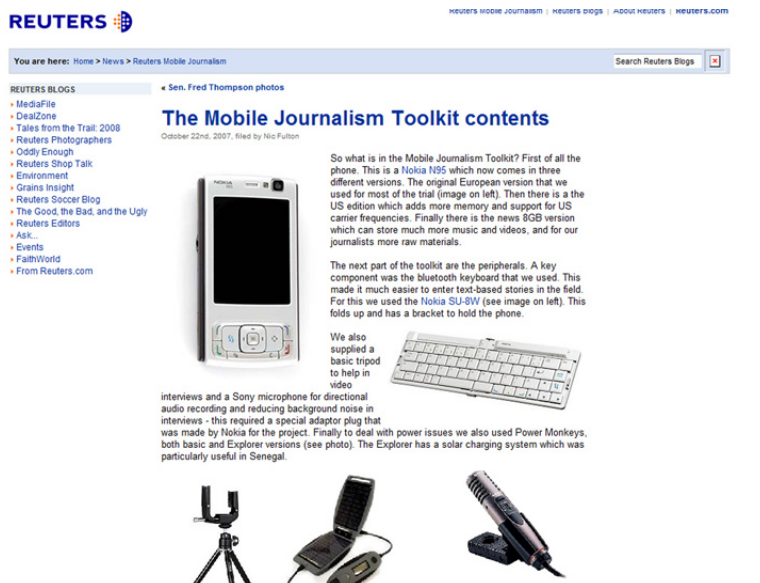 Reuters Mobile Journalism | Reuters Blogs | About Reuters | Reuters.com
REUTERS
You are here: Home > News > Reuters Mobile Journalism
Search Reuters Blogs
REUTERS BLOGS
MediaFile
DealZone
Tales from the Trail: 2008
Reuters Photographers
Oddly Enough
Reuters Shop Talk
Environment
Grains Insight
Reuters Soccer Blog
The Good, the Bad, and the Ugly
Reuters Editors
Ask...
Events
FaithWorld
From Reuters.com
« Sen. Fred Thompson photos
The Mobile Journalism Toolkit contents
October 22nd, 2007, filed by Nic Fulton
NOKIA
So what is in the Mobile Journalism Toolkit? First of all the
phone. This is a Nokia N95 which now comes in three
different versions. The original European version that we
used for most of the trial (image on left). Then there is a the
US edition which adds more memory and support for US
carrier frequencies. Finally there is the news 8GB version
which can store much more music and videos, and for our
journalists more raw materials.
The next part of the toolkit are the peripherals. A key
component was the bluetooth keyboard that we used. This
made it much easier to enter text-based stories in the field.
For this we used the Nokia SU-8W (see image on left). This
folds up and has a bracket to hold the phone.
We also
supplied a
basic tripod
to help in
video
interviews and a Sony microphone for directional
audio recording and reducing background noise in
interviews - this required a special adaptor plug that
was made by Nokia for the project. Finally to deal with power issues we also used Power Monkeys,
both basic and Explorer versions (see photo). The Explorer has a solar charging system which was
particularly useful in Senegal.